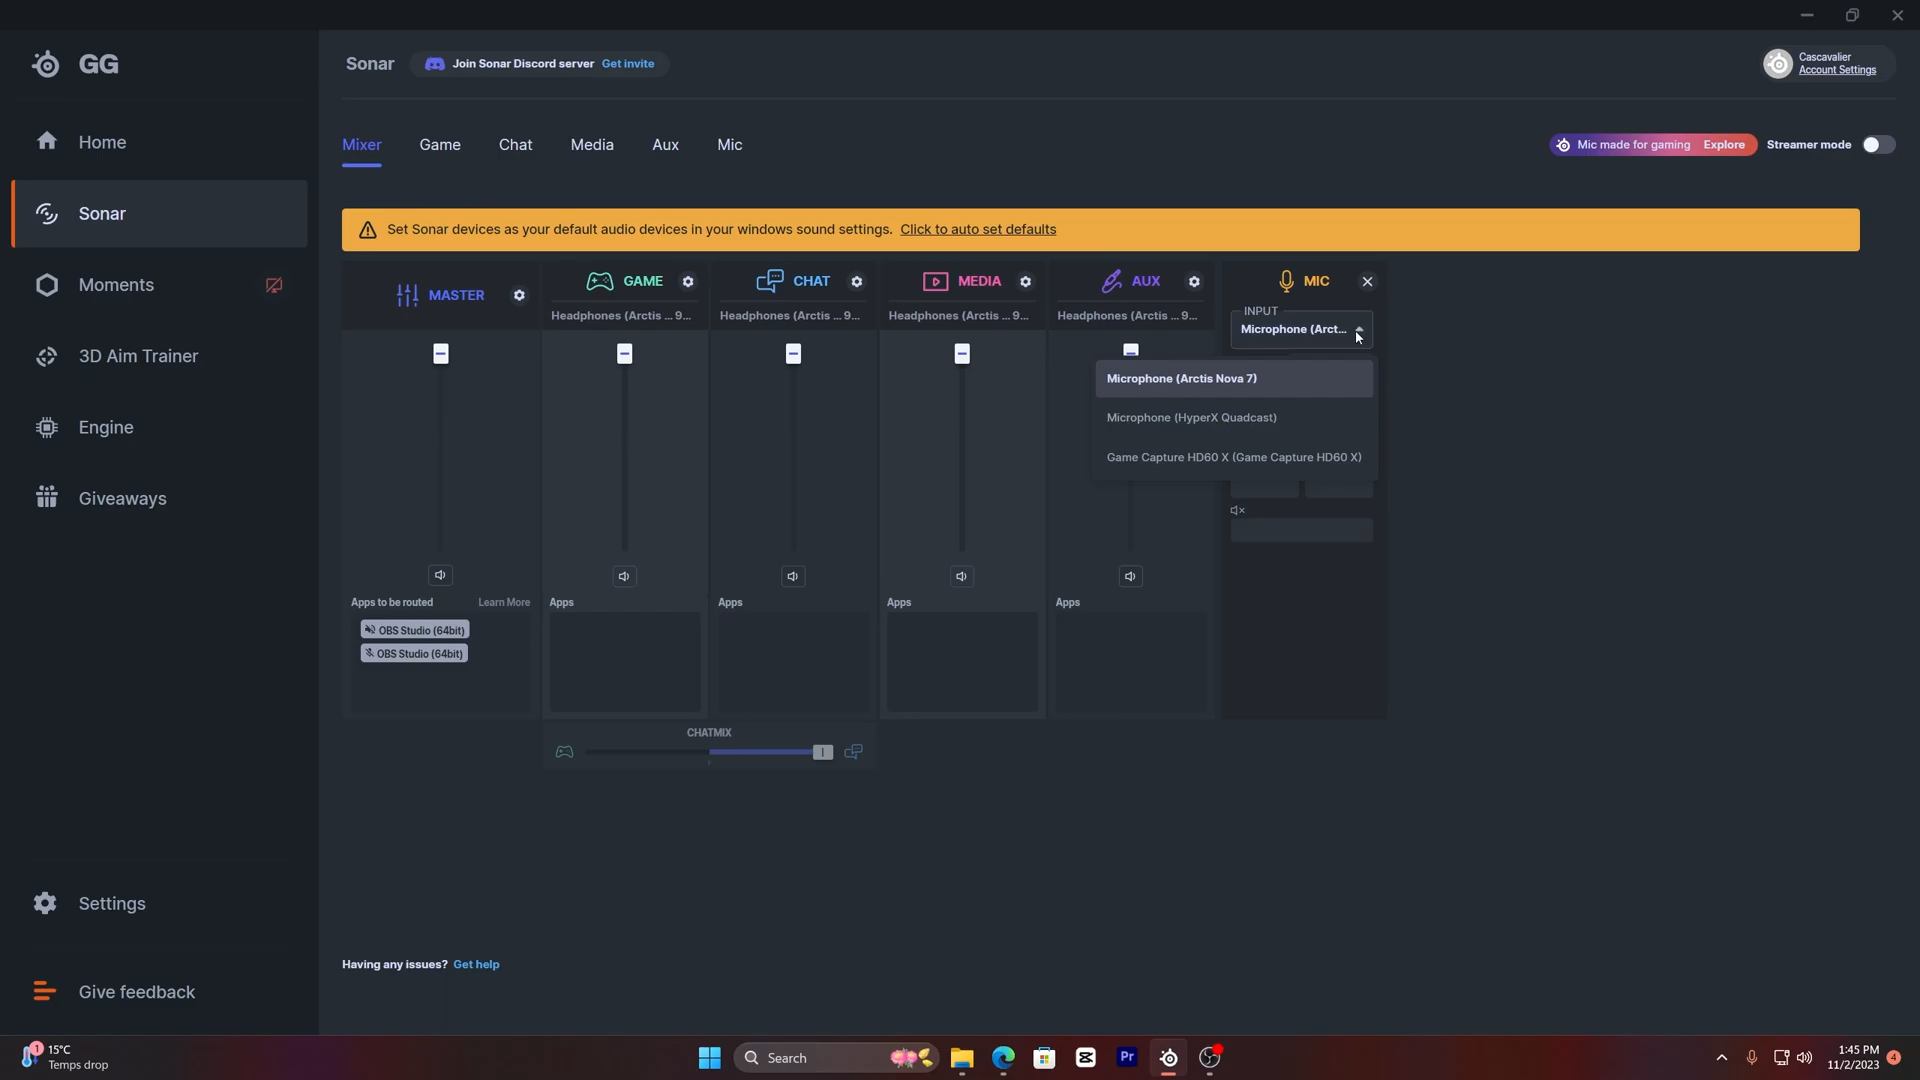 GG
Sonar
Join Sonar Discord server Get invite
Cascavalier
Account Settings
Home
Sonar
Moments
3D Aim Trainer
Engine
Giveaways
Settings
Give feedback
Mixer
Game
Chat
Media
Aux
Mic
Mic made for gaming Explore
Streamer mode
Set Sonar devices as your default audio devices in your windows sound settings. Click to auto set defaults
MASTER
GAME
Headphones (Arctis ... 9...
CHAT
Headphones (Arctis ... 9...
MEDIA
Headphones (Arctis ... 9...
AUX
Headphones (Arctis ... 9...
MIC
INPUT
Microphone (Arct...
Microphone (Arctis Nova 7)
Microphone (HyperX Quadcast)
Game Capture HD60 X (Game Capture HD60 X)
Apps to be routed
Learn More
OBS Studio (64bit)
OBS Studio (64bit)
Apps
Apps
Apps
Apps
CHATMIX
Having any issues? Get help
1
15°C
Temps drop
Search
Pr
1:45 PM
11/2/2023
4